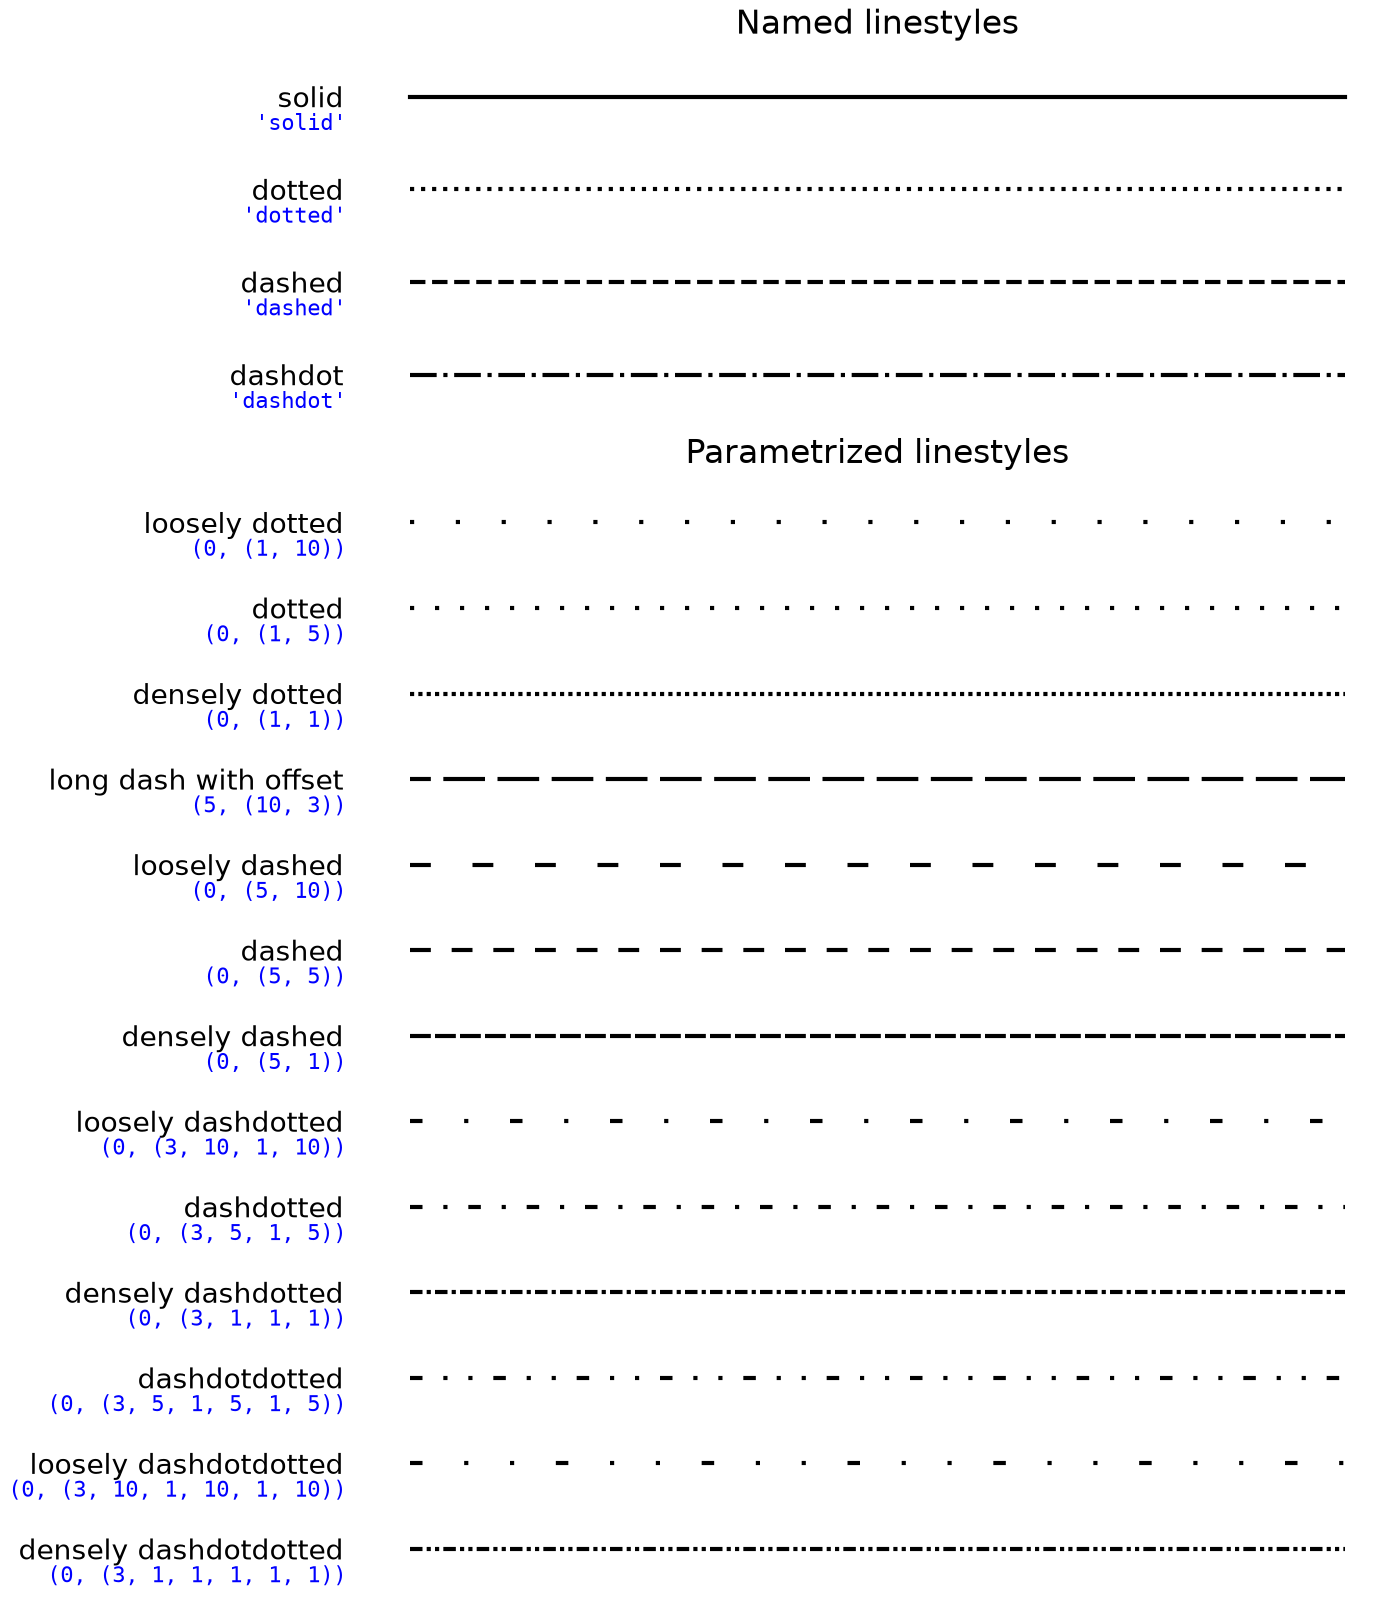 Named linestyles
solid
'solid'
dotted
'dotted'
dashed
'dashed'
dashdot
'dashdot'
Parametrized linestyles
loosely dotted
(0, (1, 10))
dotted
(0, (1, 5))
densely dotted
(0, (1, 1))
long dash with offset
(5, (10, 3))
loosely dashed
(0, (5, 10))
dashed
(0, (5, 5))
densely dashed
(0, (5, 1))
loosely dashdotted
(0, (3, 10, 1, 10))
dashdotted
(0, (3, 5, 1, 5))
densely dashdotted
(0, (3, 1, 1, 1))
dashdotdotted
(0, (3, 5, 1, 5, 1, 5))
loosely dashdotdotted
(0, (3, 10, 1, 10, 1, 10))
densely dashdotdotted
(0, (3, 1, 1, 1, 1, 1))